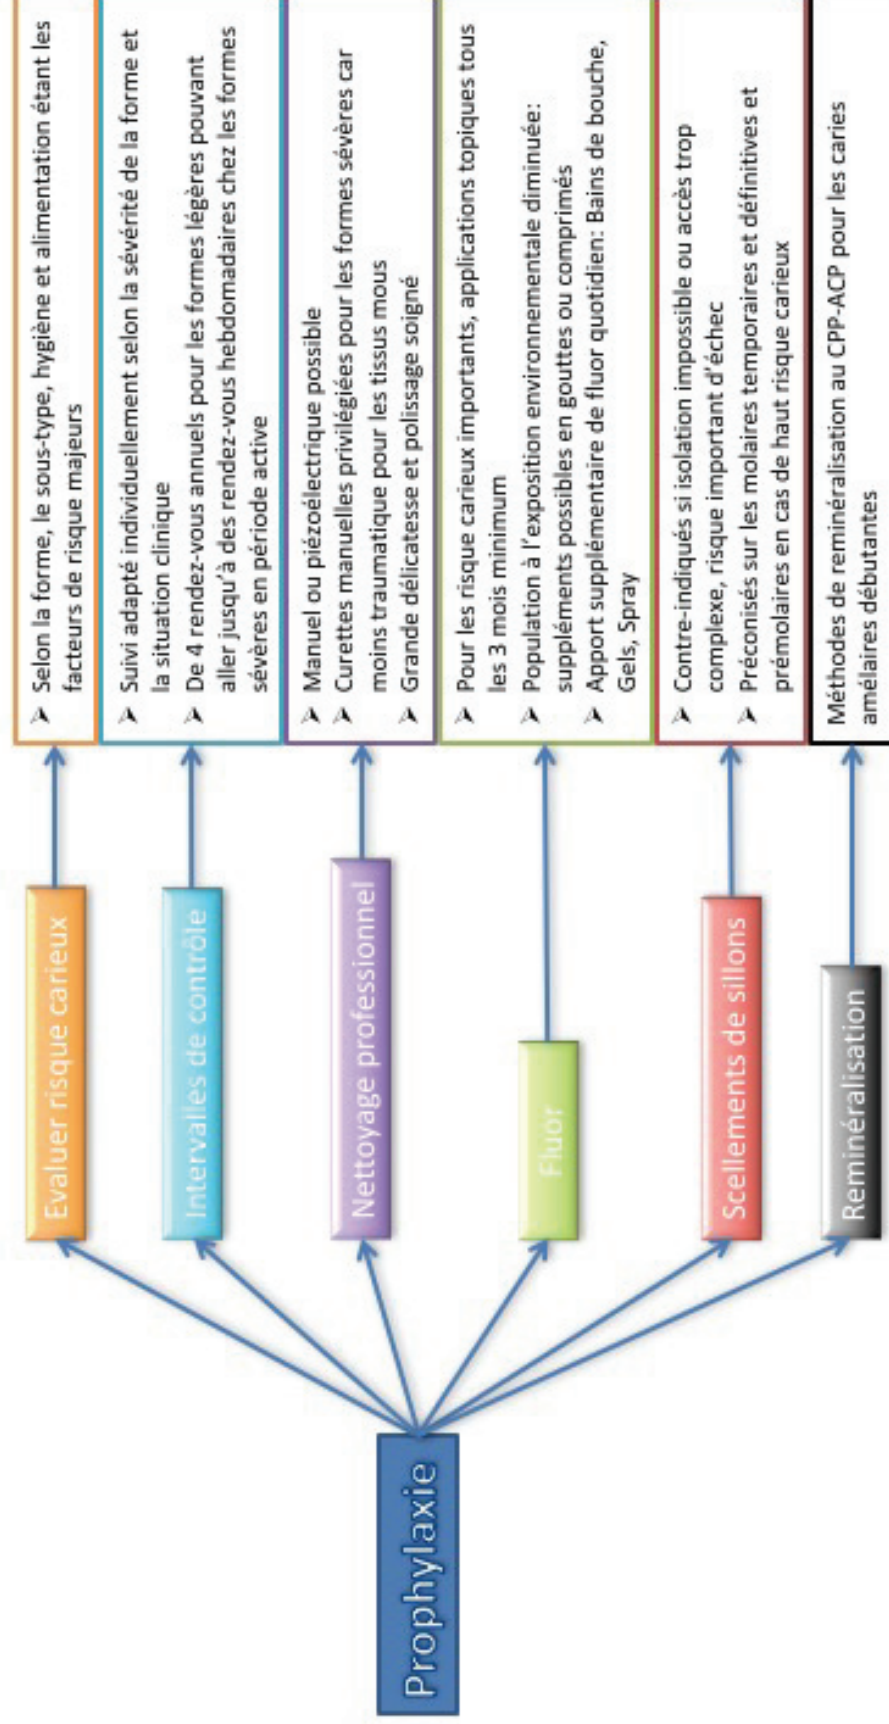 Prophylaxie
Evaluer risque carieux
➢ Selon la forme, le sous-type, hygiène et alimentation étant les
facteurs de risque majeurs
Intervalles de contrôle
➢ Suivi adapté individuellement selon la sévérité de la forme et
la situation clinique
➢ De 4 rendez-vous annuels pour les formes légères pouvant
aller jusqu'à des rendez-vous hebdomadaires chez les formes
sévères en période active
Nettoyage professionnel
➢ Manuel ou piézoélectrique possible
➢ Curettes manuelles privilégiées pour les formes sévères car
moins traumatique pour les tissus mous
➢ Grande délicatesse et polissage soigné
Fluor
➢ Pour les risque carieux importants, applications topiques tous
les 3 mois minimum
➢ Population à l'exposition environnementale diminuée:
suppléments possibles en gouttes ou comprimés
➢ Apport supplémentaire de fluor quotidien: Bains de bouche,
Gels, Spray
Scellements de sillons
➢ Contre-indiqués si isolation impossible ou accès trop
complexe, risque important d'échec
➢ Préconisés sur les molaires temporaires et définitives et
prémolaires en cas de haut risque carieux
Reminéralisation
Méthodes de reminéralisation au CPP-ACP pour les caries
amélaires débutantes